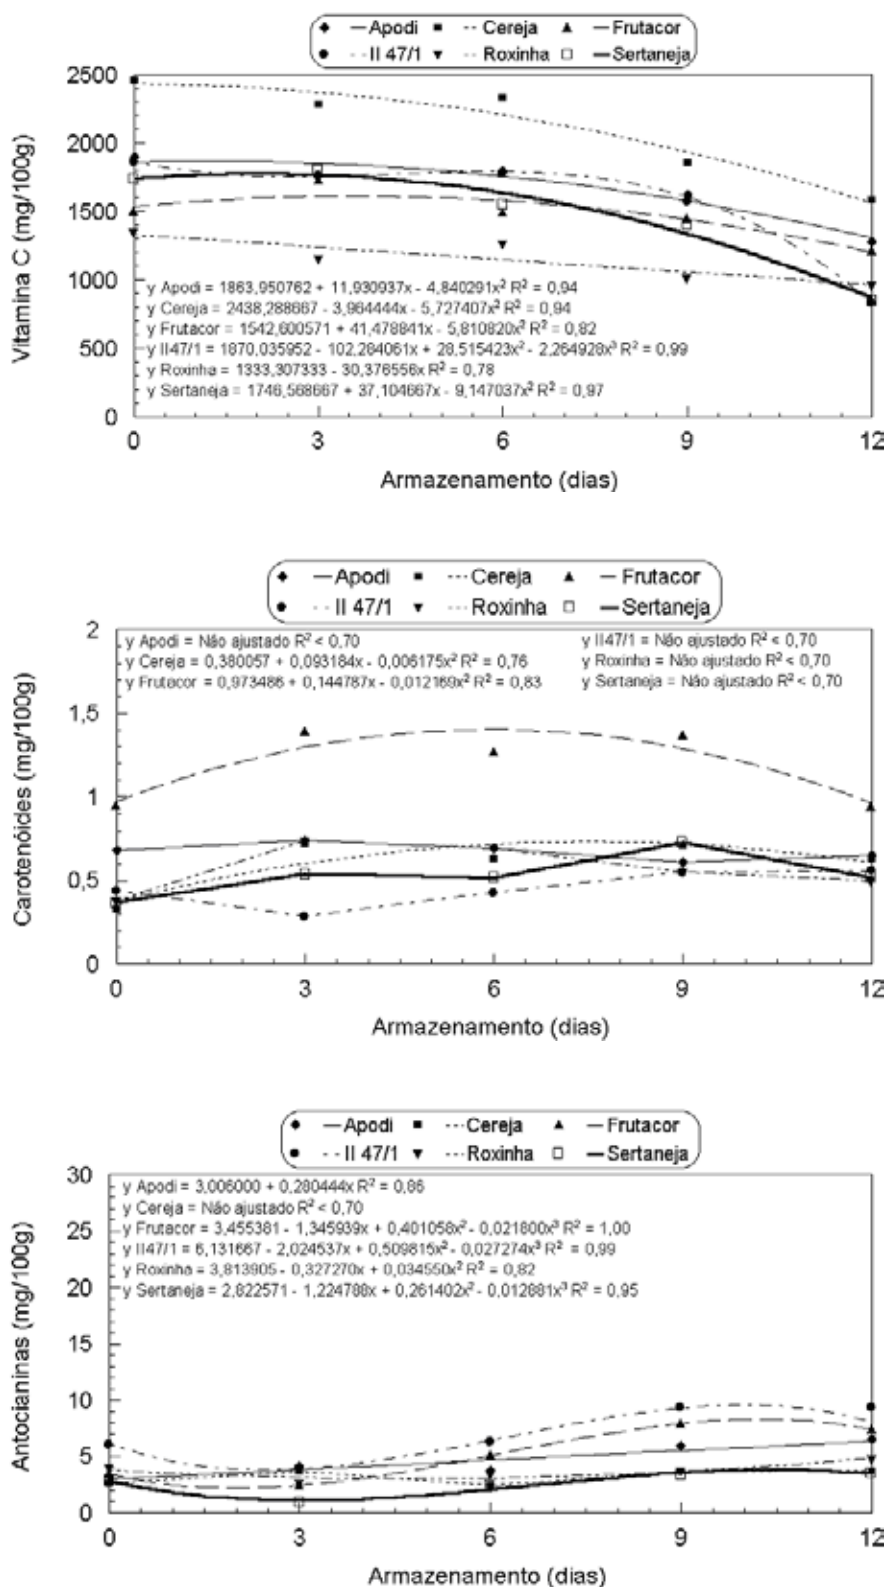 Apodi Cereja Frutacor
II 47/1 Roxinha Sertaneja
2500
2000
1500
1000
500
0
Vitamina C (mg/100g)
y Apodi = 1863,950762 + 11,930937x - 4,840291x² R² = 0,94
y Cereja = 2438,288667 - 3,964444x - 5,727407x² R² = 0,94
y Frutacor = 1542,600571 + 41,478841x - 5,810820x² R² = 0,82
y II47/1 = 1870,035952 - 102,284061x + 28,515423x² - 2,264928x³ R² = 0,99
y Roxinha = 1333,307333 - 30,376556x R² = 0,78
y Sertaneja = 1746,568667 + 37,104667x - 9,147037x² R² = 0,97
0 3 6 9 12
Armazenamento (dias)
Apodi Cereja Frutacor
II 47/1 Roxinha Sertaneja
2
1,5
1
0.5
0
Carotenóides (mg/100g)
y Apodi = Não ajustado R² < 0,70 y II47/1 = Não ajustado R² < 0,70
y Cereja = 0,380057 + 0,093184x - 0,006175x² R² = 0,76 y Roxinha = Não ajustado R² < 0,70
y Frutacor = 0,973486 + 0,144787x - 0,012169x² R² = 0,83 y Sertaneja = Não ajustado R² < 0,70
0 3 6 9 12
Armazenamento (dias)
Apodi Cereja Frutacor
II 47/1 Roxinha Sertaneja
30
25
20
15
10
5
0
Antocianinas (mg/100g)
y Apodi = 3,006000 + 0,280444x R² = 0,86
y Cereja = Não ajustado R² < 0,70
y Frutacor = 3,455381 - 1,345939x + 0,401058x² - 0,021800x³ R² = 1,00
y II47/1 = 6,131667 - 2,024537x + 0,509815x² - 0,027274x³ R² = 0,99
y Roxinha = 3,813905 - 0,327270x + 0,034550x² R² = 0,82
y Sertaneja = 2,822571 - 1,224788x + 0,261402x² - 0,012881x³ R² = 0,95
0 3 6 9 12
Armazenamento (dias)